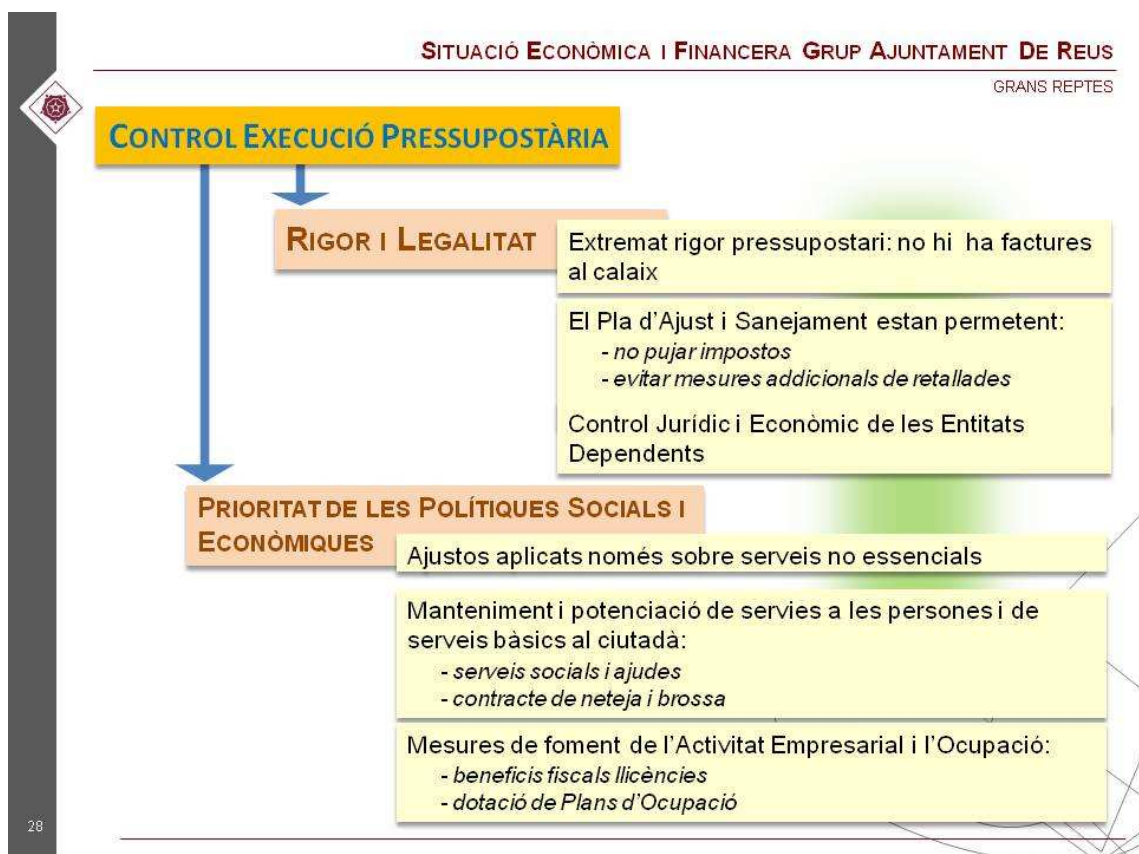 SITUACIÓ ECONÒMICA I FINANCERA GRUP AJUNTAMENT DE REUS
GRANS REPTES
CONTROL EXECUCIÓ PRESSUPOSTÀRIA
RIGOR I LEGALITAT
Extremat rigor pressupostari: no hi ha factures
al calaix
El Pla d'Ajust i Sanejament estan permetent:
- no pujar impostos
- evitar mesures addicionals de retallades
Control Jurídic i Econòmic de les Entitats
Dependents
PRIORITAT DE LES POLÍTIQUES SOCIALS I
ECONÒMIQUES
Ajustos aplicats només sobre serveis no essencials
Manteniment i potenciació de servies a les persones i de
serveis bàsics al ciutadà:
- serveis socials i ajudes
- contracte de neteja i brossa
Mesures de foment de l'Activitat Empresarial i l'Ocupació:
- beneficis fiscals llicències
- dotació de Plans d'Ocupació
28